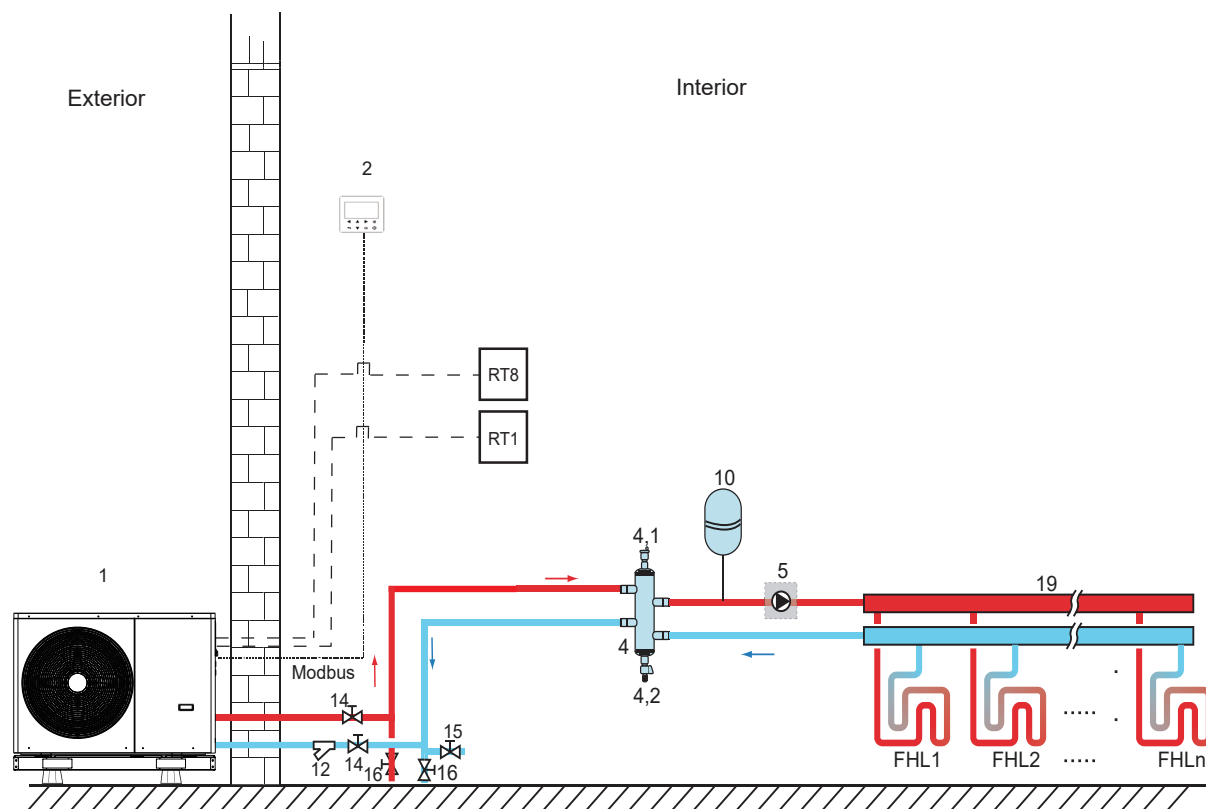 Exterior
Interior
2
RT8
RT1
10
4,1
5
1
19
4
Modbus
4,2
14
15
12
14
16
16
FHL1
FHL2
.....
FHLn